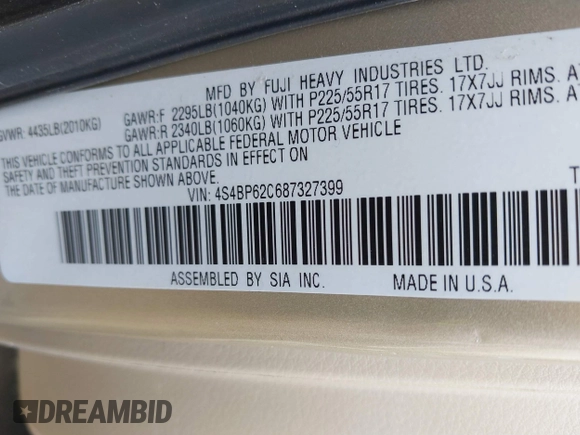 MFD BY FUJI HEAVY INDUSTRIES LTD.
GVWR: 4435LB(2010KG) GAWR:F 2295LB(1040KG) WITH P225/55R17 TIRES. 17X7JJ RIMS. AT
GAWR:R 2340LB(1060KG) WITH P225/55R17 TIRES. 17X7JJ RIMS. AT
THIS VEHICLE CONFORMS TO ALL APPLICABLE FEDERAL MOTOR VEHICLE
SAFETY AND THEFT PREVENTION STANDARDS IN EFFECT ON
THE DATE OF MANUFACTURE SHOWN ABOVE.
VIN: 4S4BP62C687327399
T
ASSEMBLED BY SIA INC. MADE IN U.S.A.
DREAMBID